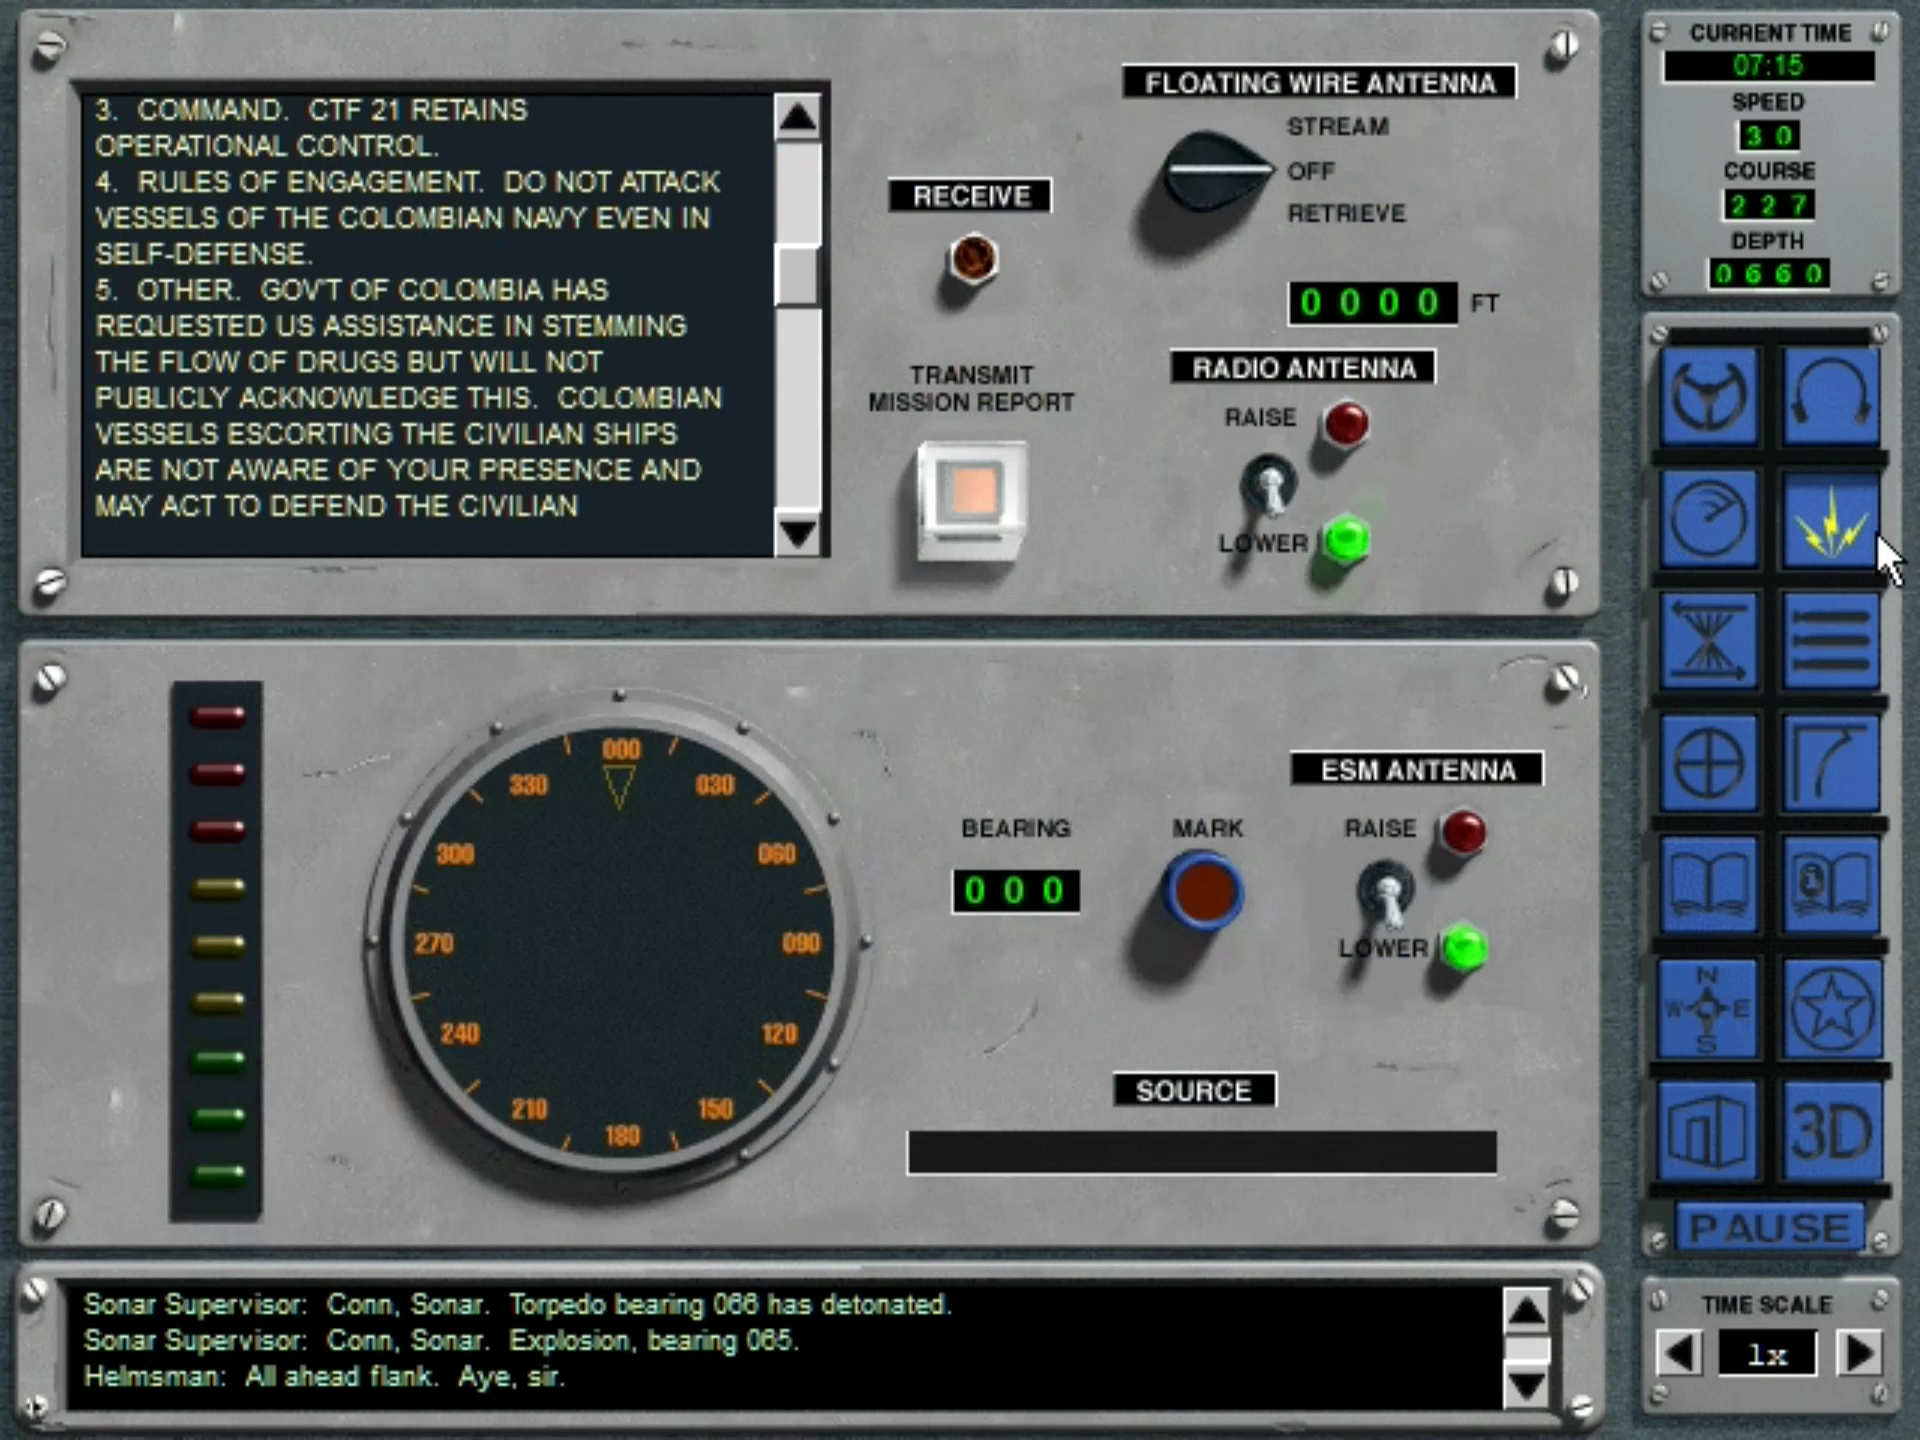 3. COMMAND. CTF 21 RETAINS
OPERATIONAL CONTROL.
4. RULES OF ENGAGEMENT. DO NOT ATTACK
VESSELS OF THE COLOMBIAN NAVY EVEN IN
SELF-DEFENSE.
5. OTHER. GOV'T OF COLOMBIA HAS
REQUESTED US ASSISTANCE IN STEMMING
THE FLOW OF DRUGS BUT WILL NOT
PUBLICLY ACKNOWLEDGE THIS. COLOMBIAN
VESSELS ESCORTING THE CIVILIAN SHIPS
ARE NOT AWARE OF YOUR PRESENCE AND
MAY ACT TO DEFEND THE CIVILIAN
RECEIVE
TRANSMIT
MISSION REPORT
FLOATING WIRE ANTENNA
STREAM
OFF
RETRIEVE
0000 FT
RADIO ANTENNA
RAISE
LOWER
CURRENT TIME
07:15
SPEED
30
COURSE
227
DEPTH
0660
000
030
060
090
120
150
180
210
240
270
300
330
BEARING
000
MARK
ESM ANTENNA
RAISE
LOWER
SOURCE
N
W E
S
3D
PAUSE
TIME SCALE
1x
Sonar Supervisor: Conn, Sonar. Torpedo bearing 066 has detonated.
Sonar Supervisor: Conn, Sonar. Explosion, bearing 065.
Helmsman: All ahead flank. Aye, sir.